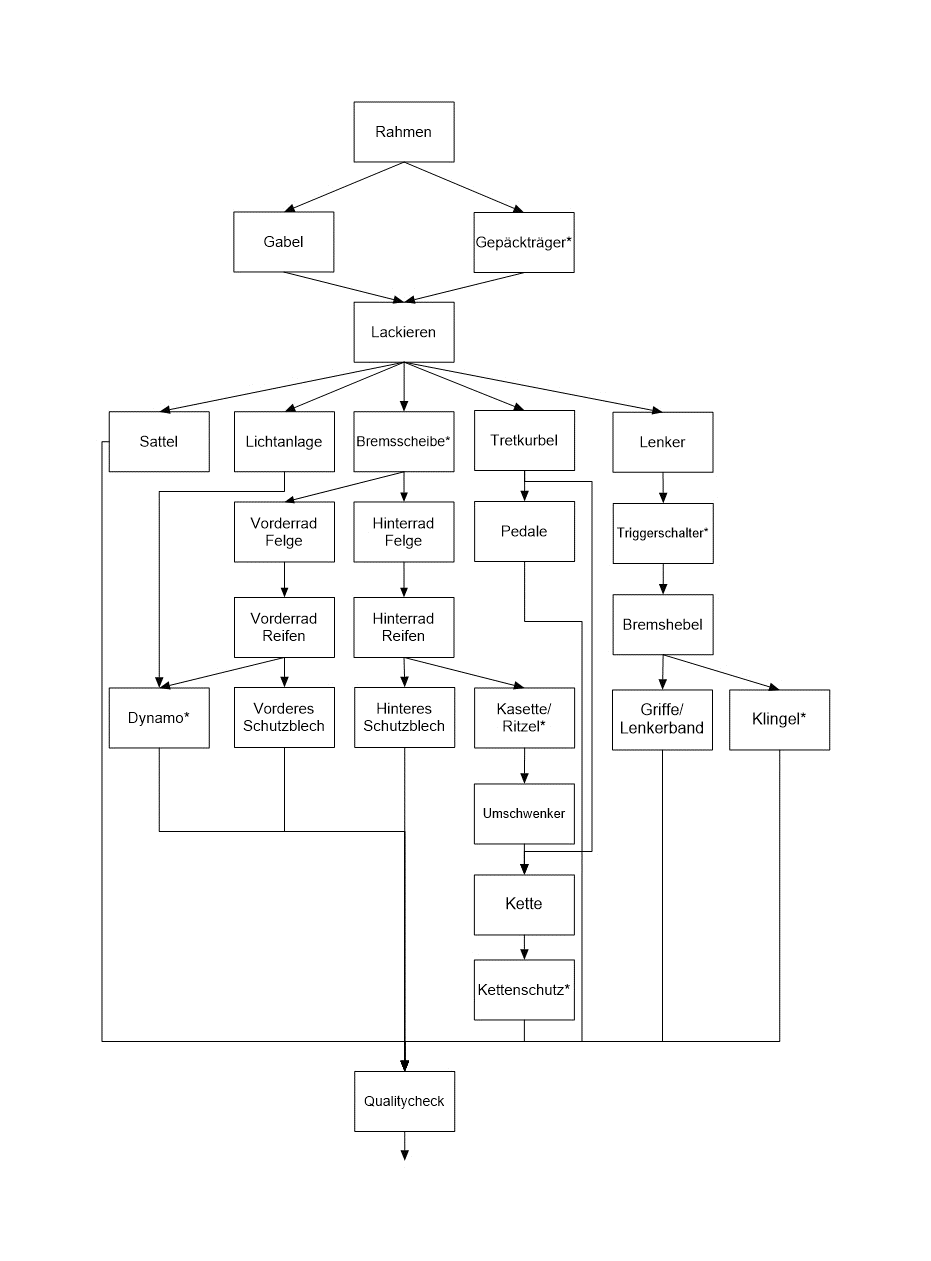 Rahmen
Gabel
Gepäckträger*
Lackieren
Sattel
Lichtanlage
Bremsscheibe*
Tretkurbel
Lenker
Vorderrad
Felge
Hinterrad
Felge
Pedale
Triggerschalter*
Vorderrad
Reifen
Hinterrad
Reifen
Bremshebel
Dynamo*
Vorderes
Schutzblech
Hinteres
Schutzblech
Kasette/
Ritzel*
Griffe/
Lenkerband
Klingel*
Umschwenker
Kette
Kettenschutz*
Qualitycheck